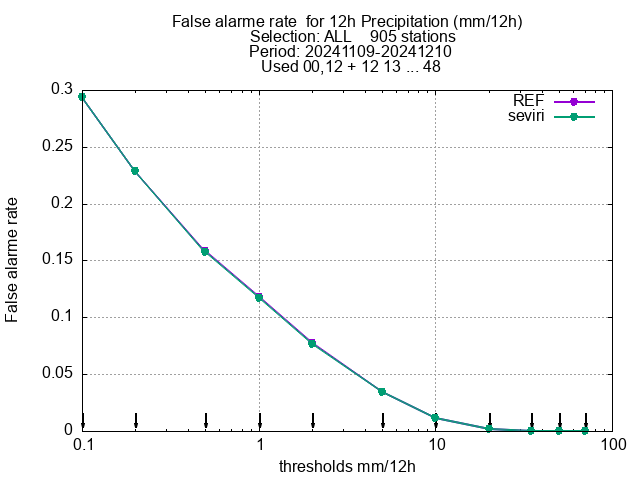 False alarme rate  for 12h Precipitation (mm/12h)
Selection: ALL    905 stations
Period: 20241109-20241210
Used 00,12 + 12 13 ... 48
REF
seviri
0.3
0.25
0.2
0.15
0.1
0.05
0
False alarme rate
0.1 1 10 100
thresholds mm/12h